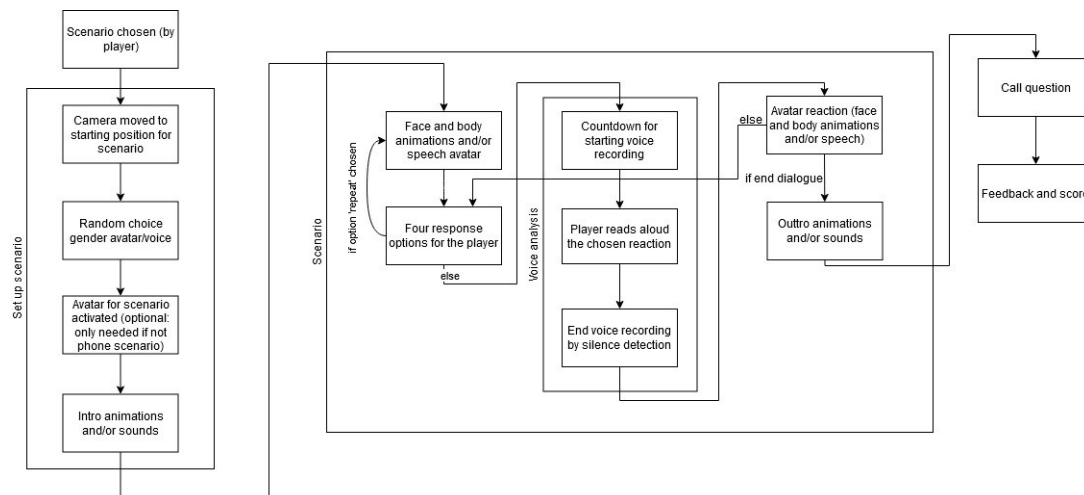 Scenario chosen (by
player)
Set up scenario
Camera moved to
starting position for
scenario
Random choice
gender avatar/voice
Avatar for scenario
activated (optional:
only needed if not
phone scenario)
Intro animations
and/or sounds
Scenario
Face and body
animations and/or
speech avatar
if option 'repeat' chosen
Four response
options for the player
else
Voice analysis
Countdown for
starting voice
recording
Player reads aloud
the chosen reaction
End voice recording
by silence detection
Avatar reaction (face
and body animations
and/or speech)
else
if end dialogue
Outtro animations
and/or sounds
Call question
Feedback and score